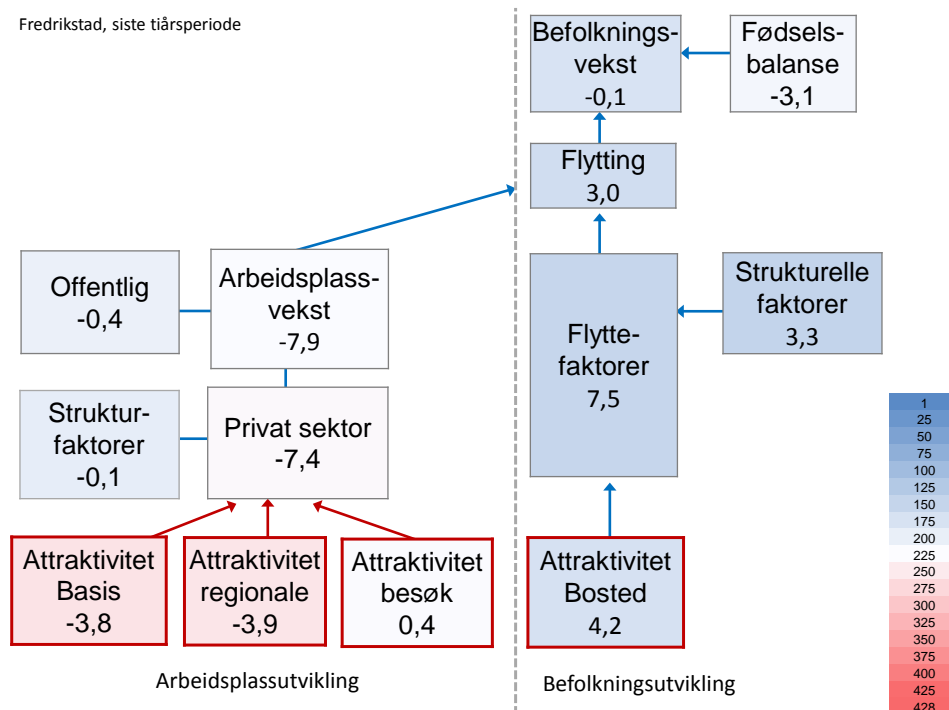 Fredrikstad, siste tiårsperiode
Befolknings-
vekst
-0,1
Fødsels-
balanse
-3,1
Flytting
3,0
Offentlig
-0,4
Arbeidsplass-
vekst
-7,9
Flytte-
faktorer
7,5
Strukturelle
faktorer
3,3
Struktur-
faktorer
-0,1
Privat sektor
-7,4
Attraktivitet
Basis
-3,8
Attraktivitet
regionale
-3,9
Attraktivitet
besøk
0,4
Attraktivitet
Bosted
4,2
Arbeidsplassutvikling
Befolkningsutvikling
1
25
50
75
100
125
150
175
200
225
250
275
300
325
350
375
400
425
428